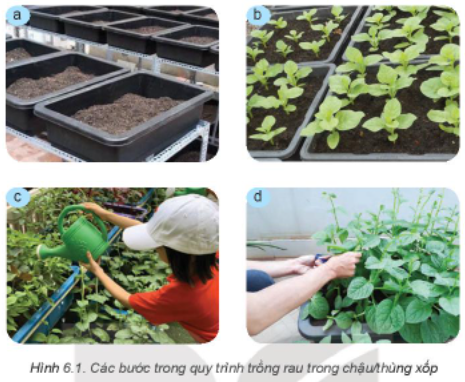 a
b
c
d
Hình 6.1. Các bước trong quy trình trồng rau trong chậu/thùng xốp